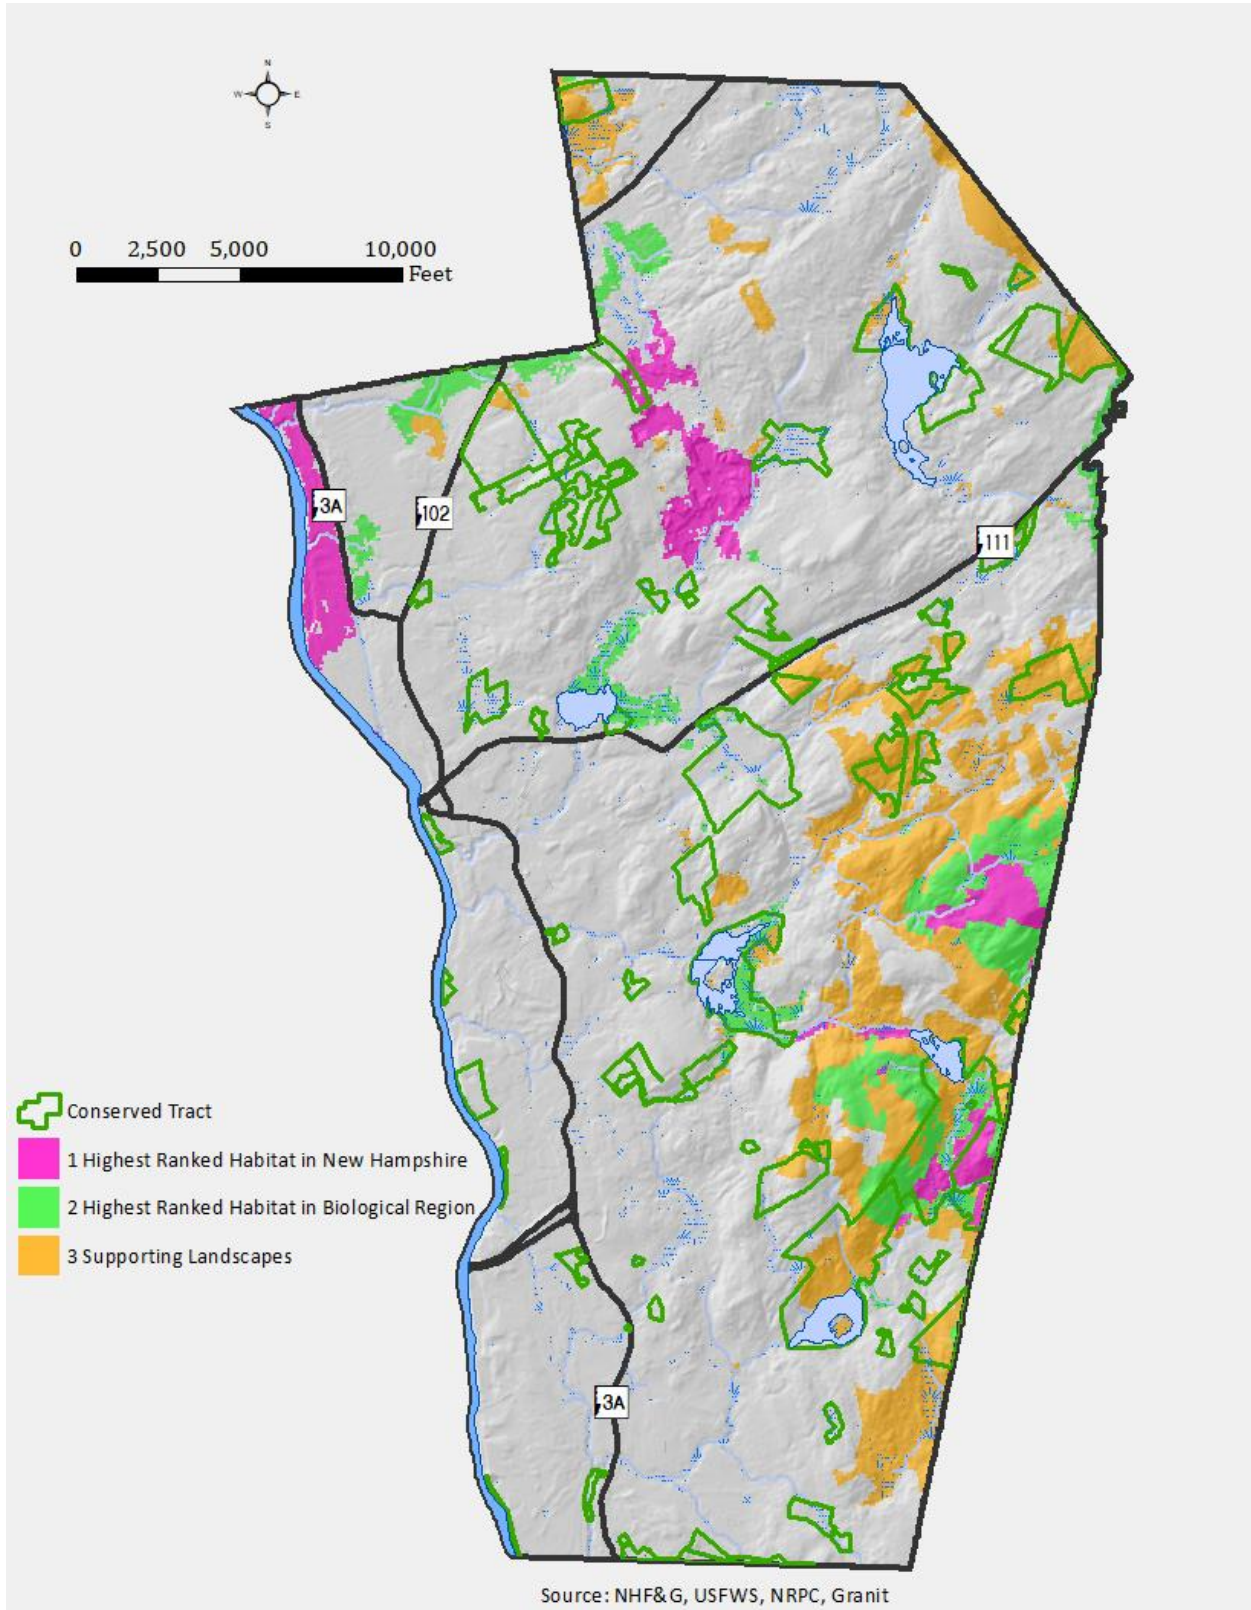 N
W E
S
0 2,500 5,000 10,000
Feet
3A
102
111
Conserved Tract
1 Highest Ranked Habitat in New Hampshire
2 Highest Ranked Habitat in Biological Region
3 Supporting Landscapes
3A
Source: NHF&G, USFWS, NRPC, Granit